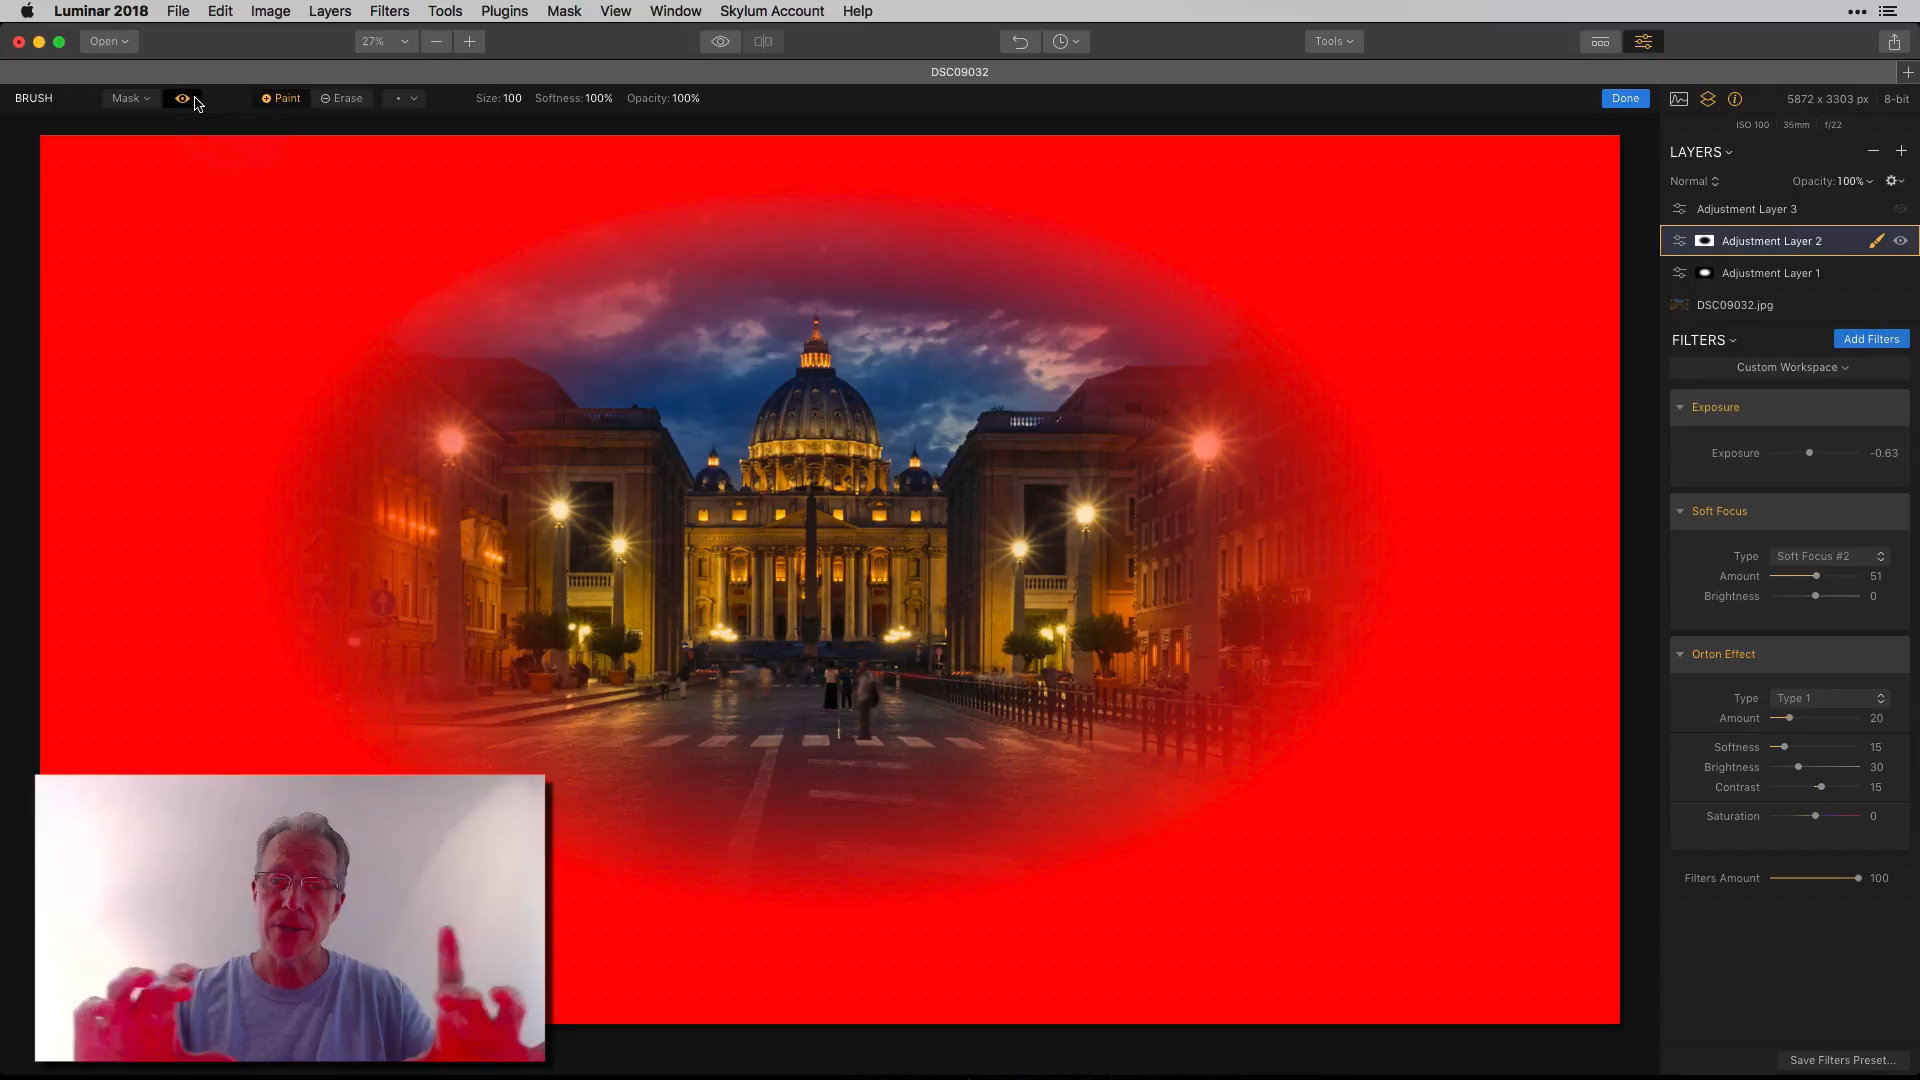 Luminar 2018 File Edit Image Layers Filters Tools Plugins Mask View Window Skylum Account Help
Open 27% Tools
DSC09032
BRUSH Mask Paint Erase Size: 100 Softness: 100% Opacity: 100% Done 5872 x 3303 px 8-bit
ISO 100 35mm f/22
LAYERS
Normal Opacity: 100%
Adjustment Layer 3
Adjustment Layer 2
Adjustment Layer 1
DSC09032.jpg
FILTERS Add Filters
Custom Workspace
Exposure
Exposure -0.63
Soft Focus
Type Soft Focus #2
Amount 51
Brightness 0
Orton Effect
Type Type 1
Amount 20
Softness 15
Brightness 30
Contrast 15
Saturation 0
Filters Amount 100
Save Filters Preset...